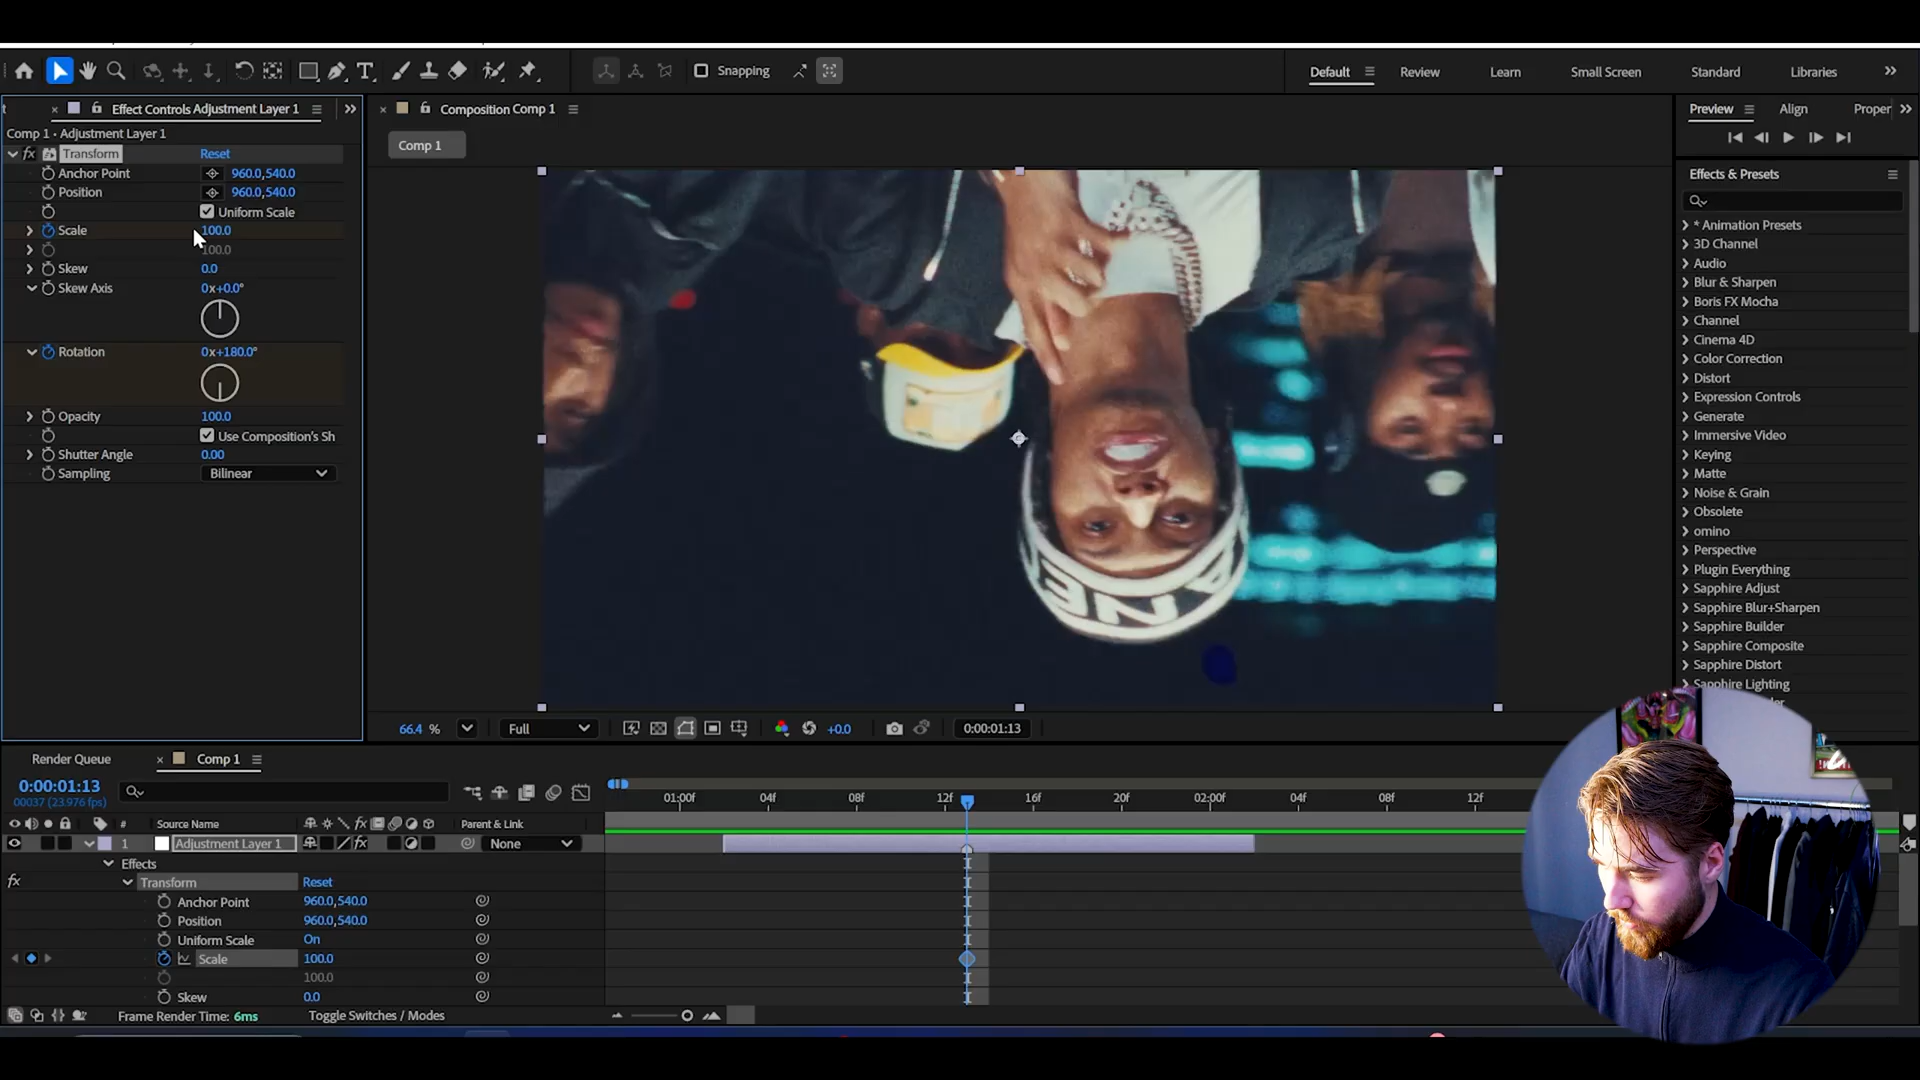 Snapping
Default
Review
Learn
Small Screen
Standard
Libraries
Effect Controls Adjustment Layer 1
Comp 1 • Adjustment Layer 1
fx Transform Reset
Anchor Point 960.0,540.0
Position 960.0,540.0
Uniform Scale
Scale 100.0
100.0
Skew 0.0
Skew Axis 0x+0.0°
Rotation 0x+180.0°
Opacity 100.0
Use Composition's Sh
Shutter Angle 0.00
Sampling Bilinear
Composition Comp 1
Comp 1
66.4 %
Full
+0.0
0:00:01:13
Preview
Align
Proper
Effects & Presets
* Animation Presets
3D Channel
Audio
Blur & Sharpen
Boris FX Mocha
Channel
Cinema 4D
Color Correction
Distort
Expression Controls
Generate
Immersive Video
Keying
Matte
Noise & Grain
Obsolete
omino
Perspective
Plugin Everything
Sapphire Adjust
Sapphire Blur+Sharpen
Sapphire Builder
Sapphire Composite
Sapphire Distort
Sapphire Lighting
Render Queue
Comp 1
0:00:01:13
00037 (23.976 fps)
01:00f 04f 08f 12f 16f 20f 02:00f 04f 08f 12f
# Source Name fx Parent & Link
1 Adjustment Layer 1 fx None
Effects
fx Transform Reset
Anchor Point 960.0,540.0
Position 960.0,540.0
Uniform Scale On
Scale 100.0
100.0
Skew 0.0
Frame Render Time: 6ms
Toggle Switches / Modes